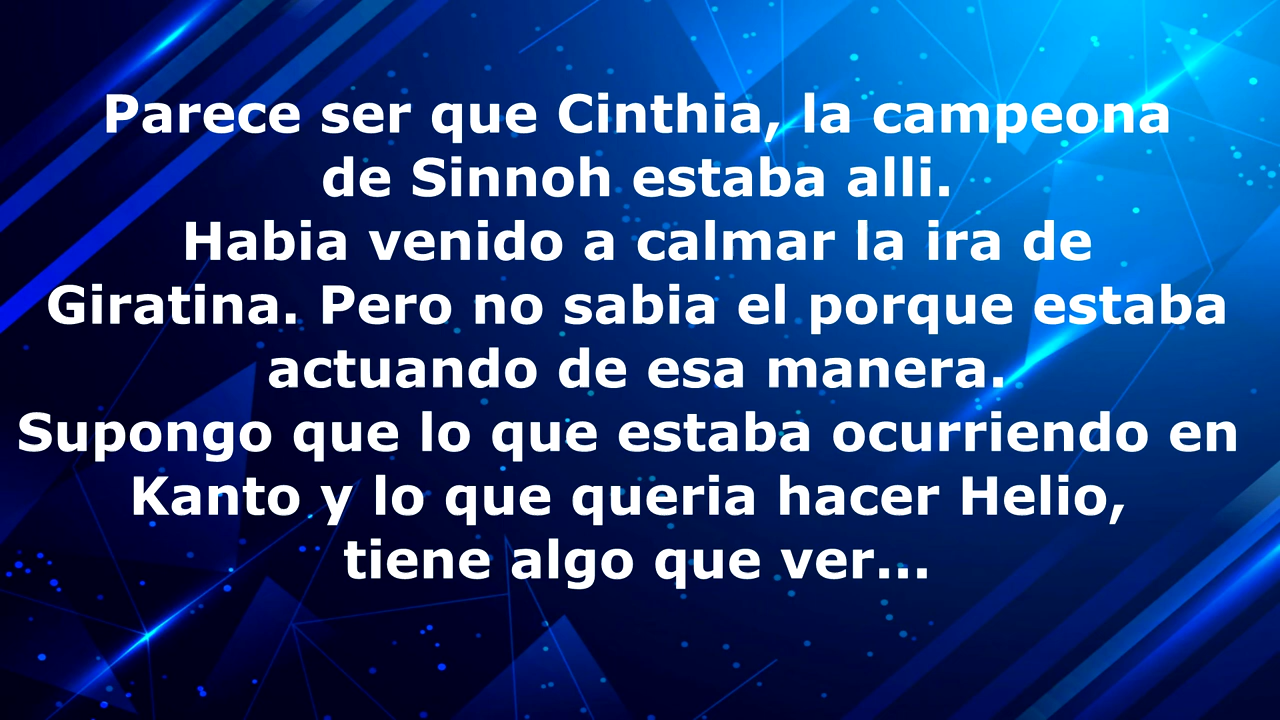 Parece ser que Cinthia, la campeona
de Sinnoh estaba alli.
Habia venido a calmar la ira de
Giratina. Pero no sabia el porque estaba
actuando de esa manera.
Supongo que lo que estaba ocurriendo en
Kanto y lo que queria hacer Helio,
tiene algo que ver...